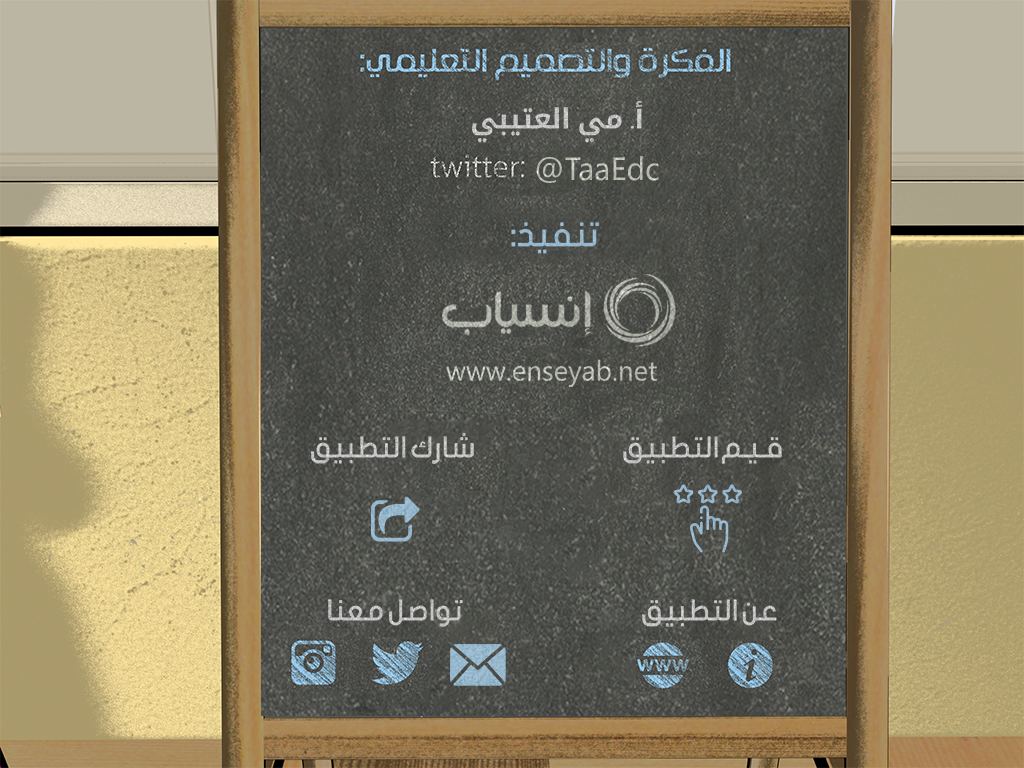 الفكرة والتصميم التعليمي:
أ. مي العتيبي
twitter: @TaaEdc
تنفيذ:
إنسياب
www.enseyab.net
قيم التطبيق
شارك التطبيق
عن التطبيق
تواصل معنا
i
www